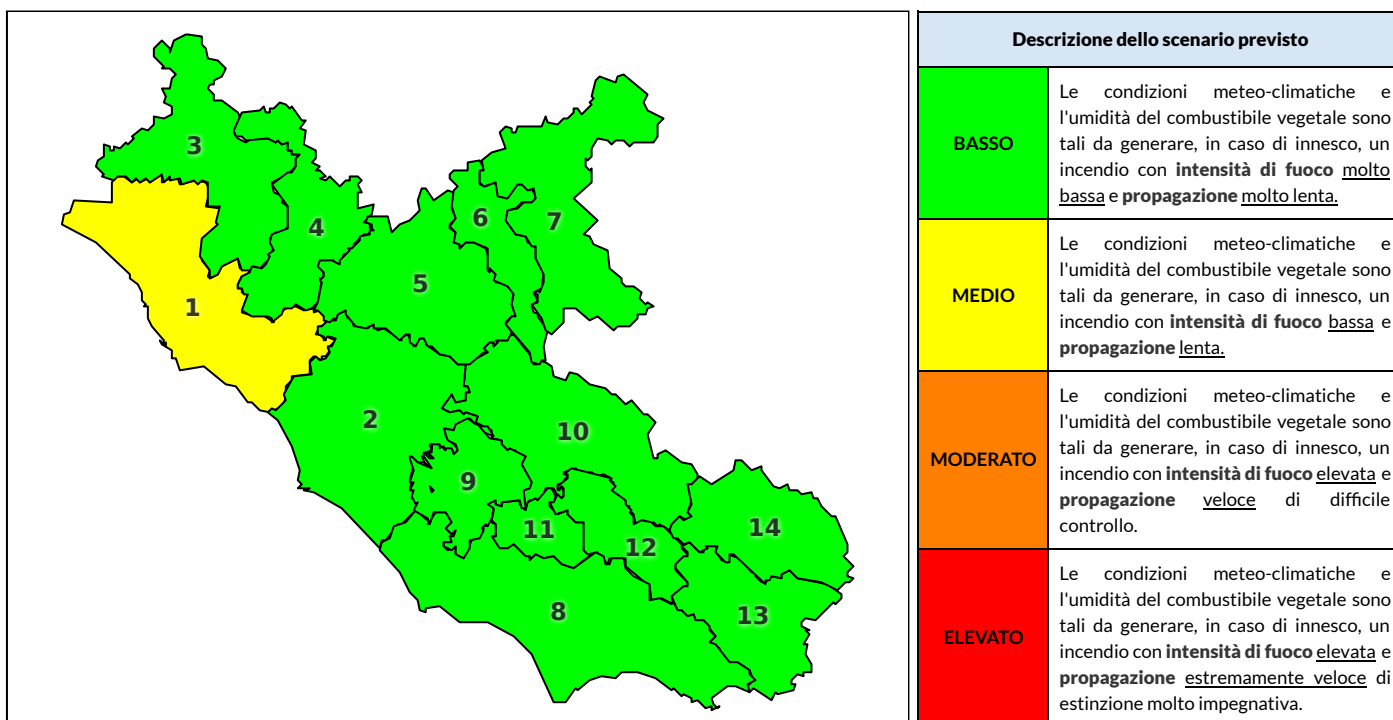 3
4
6
7
5
1
2
10
9
11
12
14
8
13
Descrizione dello scenario previsto
BASSO
Le condizioni meteo-climatiche e
l'umidità del combustibile vegetale sono
tali da generare, in caso di innesco, un
incendio con intensità di fuoco molto
bassa e propagazione molto lenta.
MEDIO
Le condizioni meteo-climatiche e
l'umidità del combustibile vegetale sono
tali da generare, in caso di innesco, un
incendio con intensità di fuoco bassa e
propagazione lenta.
MODERATO
Le condizioni meteo-climatiche e
l'umidità del combustibile vegetale sono
tali da generare, in caso di innesco, un
incendio con intensità di fuoco elevata e
propagazione veloce di difficile
controllo.
ELEVATO
Le condizioni meteo-climatiche e
l'umidità del combustibile vegetale sono
tali da generare, in caso di innesco, un
incendio con intensità di fuoco elevata e
propagazione estremamente veloce di
estinzione molto impegnativa.